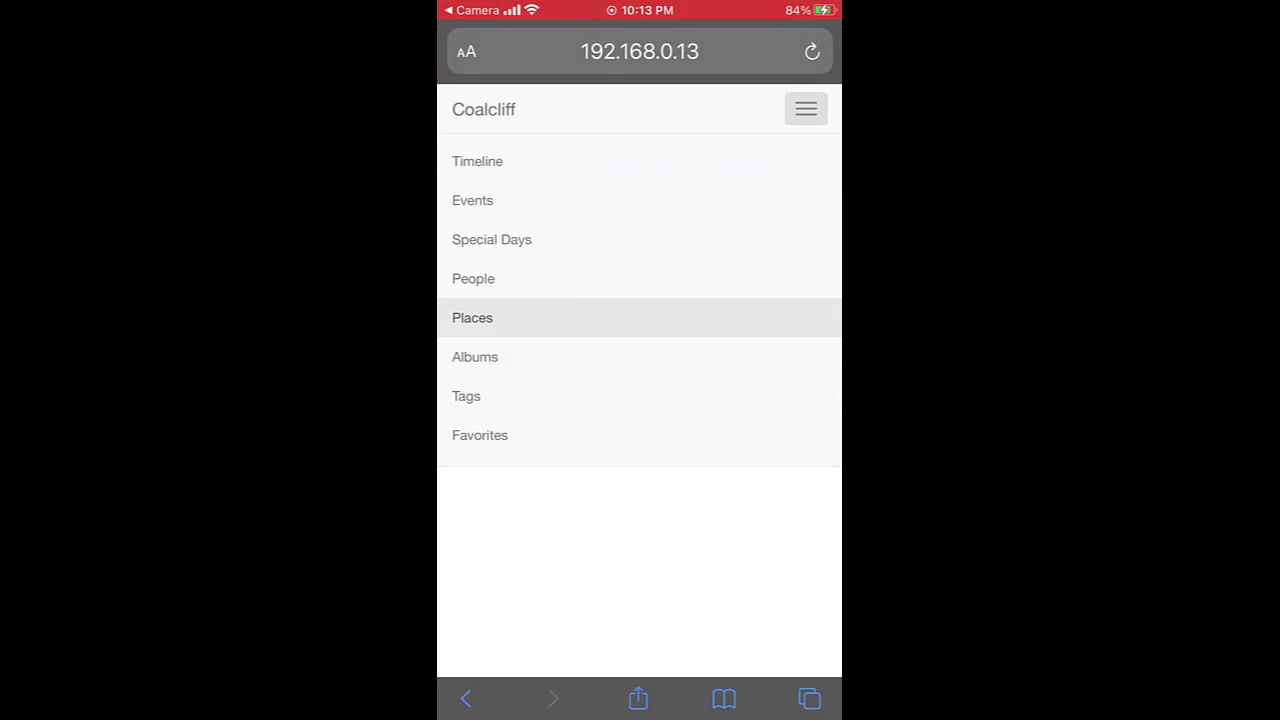 Camera 10:13 PM 84%
AA 192.168.0.13
Coalcliff
Timeline
Events
Special Days
People
Places
Albums
Tags
Favorites